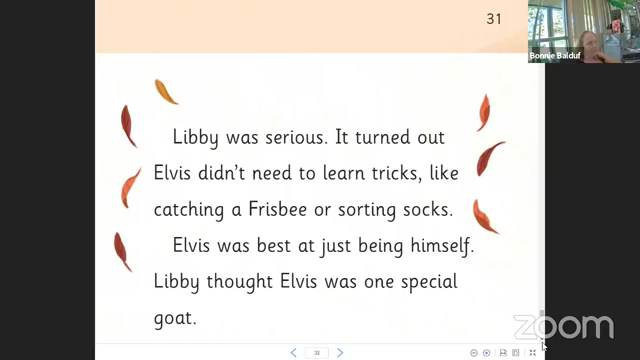 31
Bonnie Balduf
Libby was serious. It turned out
Elvis didn't need to learn tricks, like
catching a Frisbee or sorting socks.
Elvis was best at just being himself.
Libby thought Elvis was one special
goat.
zoom
32